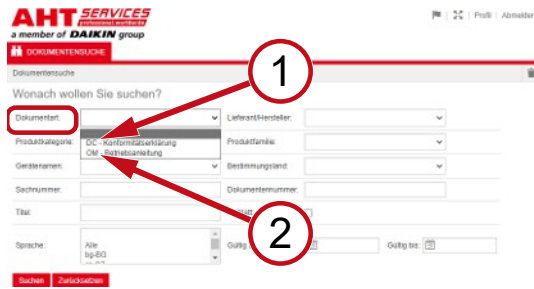 AHT SERVICES
professional worldwide
a member of DAIKIN group
Profil Abmelden
DOKUMENTENSUCHE
Dokumentensuche
Wonach wollen Sie suchen?
Dokumentart: Lieferant/Hersteller:
DC - Konformitätserklärung
OM - Betriebsanleitung
Produktkategorie: Produktfamilie:
Gerätenamen: Bestimmungsland:
Sachnummer: Dokumentennummer:
Titel:
Sprache: Alle Gültig Gültig bis:
bg-BG
Suchen Zurücksetzen
1
2